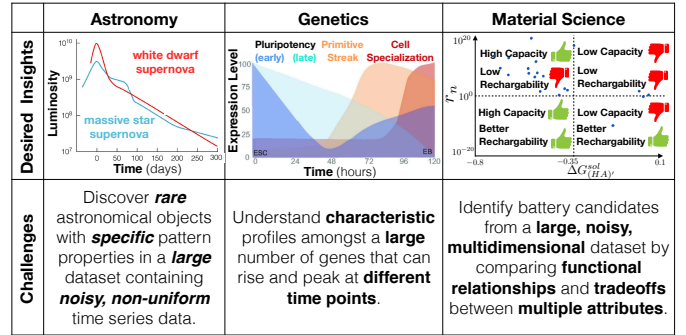 Astronomy
Genetics
Material Science
Desired Insights
Luminosity
10^10
10^9
10^8
10^7
white dwarf
supernova
massive star
supernova
0
50
100
150
200
300
Time (days)
Expression Level
100
75
50
25
0
Pluripotency
(early) (late)
Primitive
Streak
Cell
Specialization
ESC
EB
0
24
48
72
96
120
Time (hours)
r_n
10^20
10^0
10^-20
High Capacity
Low
Rechargability
Low Capacity
Low
Rechargability
High Capacity
Better
Rechargability
Low Capacity
Better
Rechargability
-0.8
-0.35
0.1
ΔG^sol_(HA)'
Challenges
Discover rare
astronomical objects
with specific pattern
properties in a large
dataset containing
noisy, non-uniform
time series data.
Understand characteristic
profiles amongst a large
number of genes that can
rise and peak at different
time points.
Identify battery candidates
from a large, noisy,
multidimensional dataset by
comparing functional
relationships and tradeoffs
between multiple attributes.